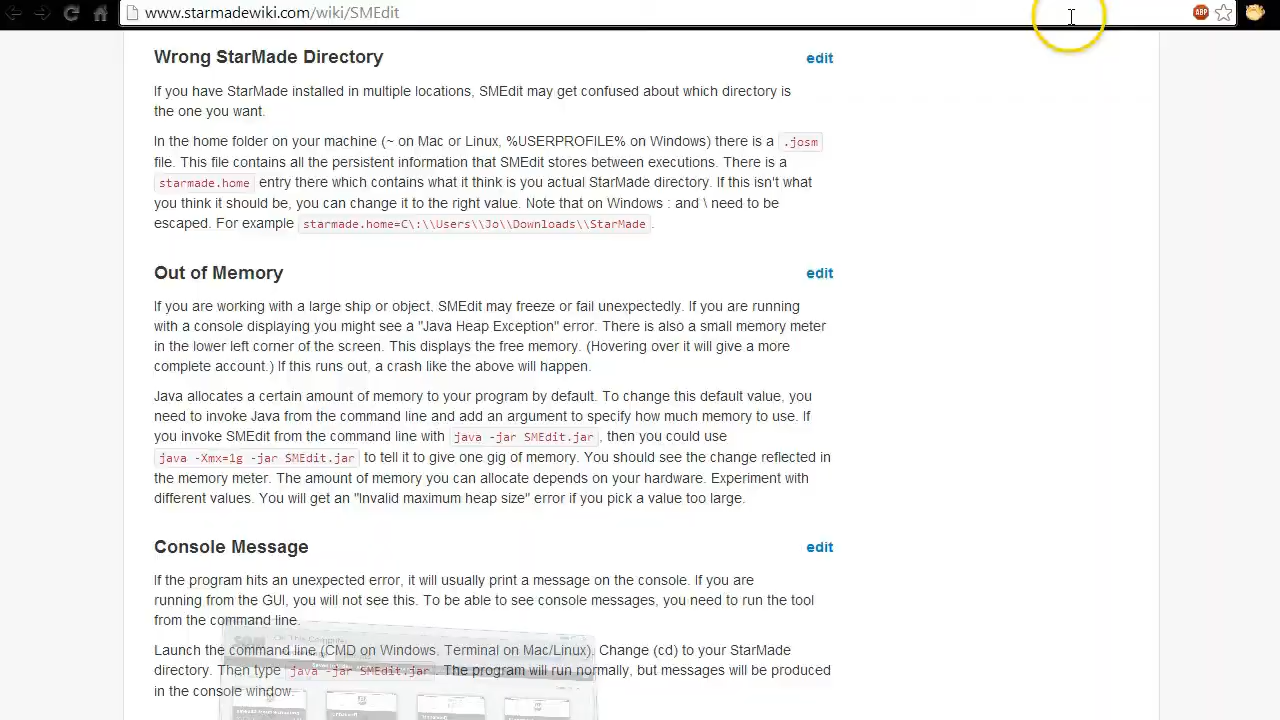 www.starmadewiki.com/wiki/SMEdit
ABP
Wrong StarMade Directory edit
If you have StarMade installed in multiple locations, SMEdit may get confused about which directory is
the one you want.
In the home folder on your machine (~ on Mac or Linux, %USERPROFILE% on Windows) there is a .josm
file. This file contains all the persistent information that SMEdit stores between executions. There is a
starmade.home entry there which contains what it think is you actual StarMade directory. If this isn't what
you think it should be, you can change it to the right value. Note that on Windows : and \ need to be
escaped. For example starmade.home=C\:\\Users\\Jo\\Downloads\\StarMade.
Out of Memory edit
If you are working with a large ship or object, SMEdit may freeze or fail unexpectedly. If you are running
with a console displaying you might see a "Java Heap Exception" error. There is also a small memory meter
in the lower left corner of the screen. This displays the free memory. (Hovering over it will give a more
complete account.) If this runs out, a crash like the above will happen.
Java allocates a certain amount of memory to your program by default. To change this default value, you
need to invoke Java from the command line and add an argument to specify how much memory to use. If
you invoke SMEdit from the command line with java -jar SMEdit.jar, then you could use
java -Xmx=1g -jar SMEdit.jar to tell it to give one gig of memory. You should see the change reflected in
the memory meter. The amount of memory you can allocate depends on your hardware. Experiment with
different values. You will get an "Invalid maximum heap size" error if you pick a value too large.
Console Message edit
If the program hits an unexpected error, it will usually print a message on the console. If you are
running from the GUI, you will not see this. To be able to see console messages, you need to run the tool
from the command line.
Launch the command line (CMD on Windows. Terminal on Mac/Linux). Change (cd) to your StarMade
directory. Then type java -jar SMEdit.jar. The program will run normally, but messages will be produced
in the console window.